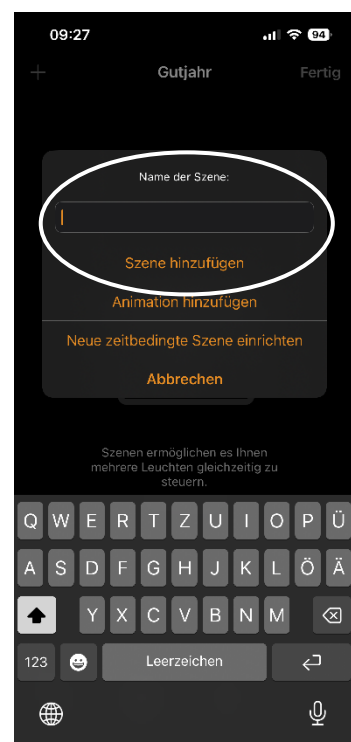 09:27
94
+ Gutjahr Fertig
Name der Szene:
Szene hinzufügen
Animation hinzufügen
Neue zeitbedingte Szene einrichten
Abbrechen
Szenen ermöglichen es Ihnen
mehrere Leuchten gleichzeitig zu
steuern.
Q W E R T Z U I O P Ü
A S D F G H J K L Ö Ä
Y X C V B N M
123 Leerzeichen